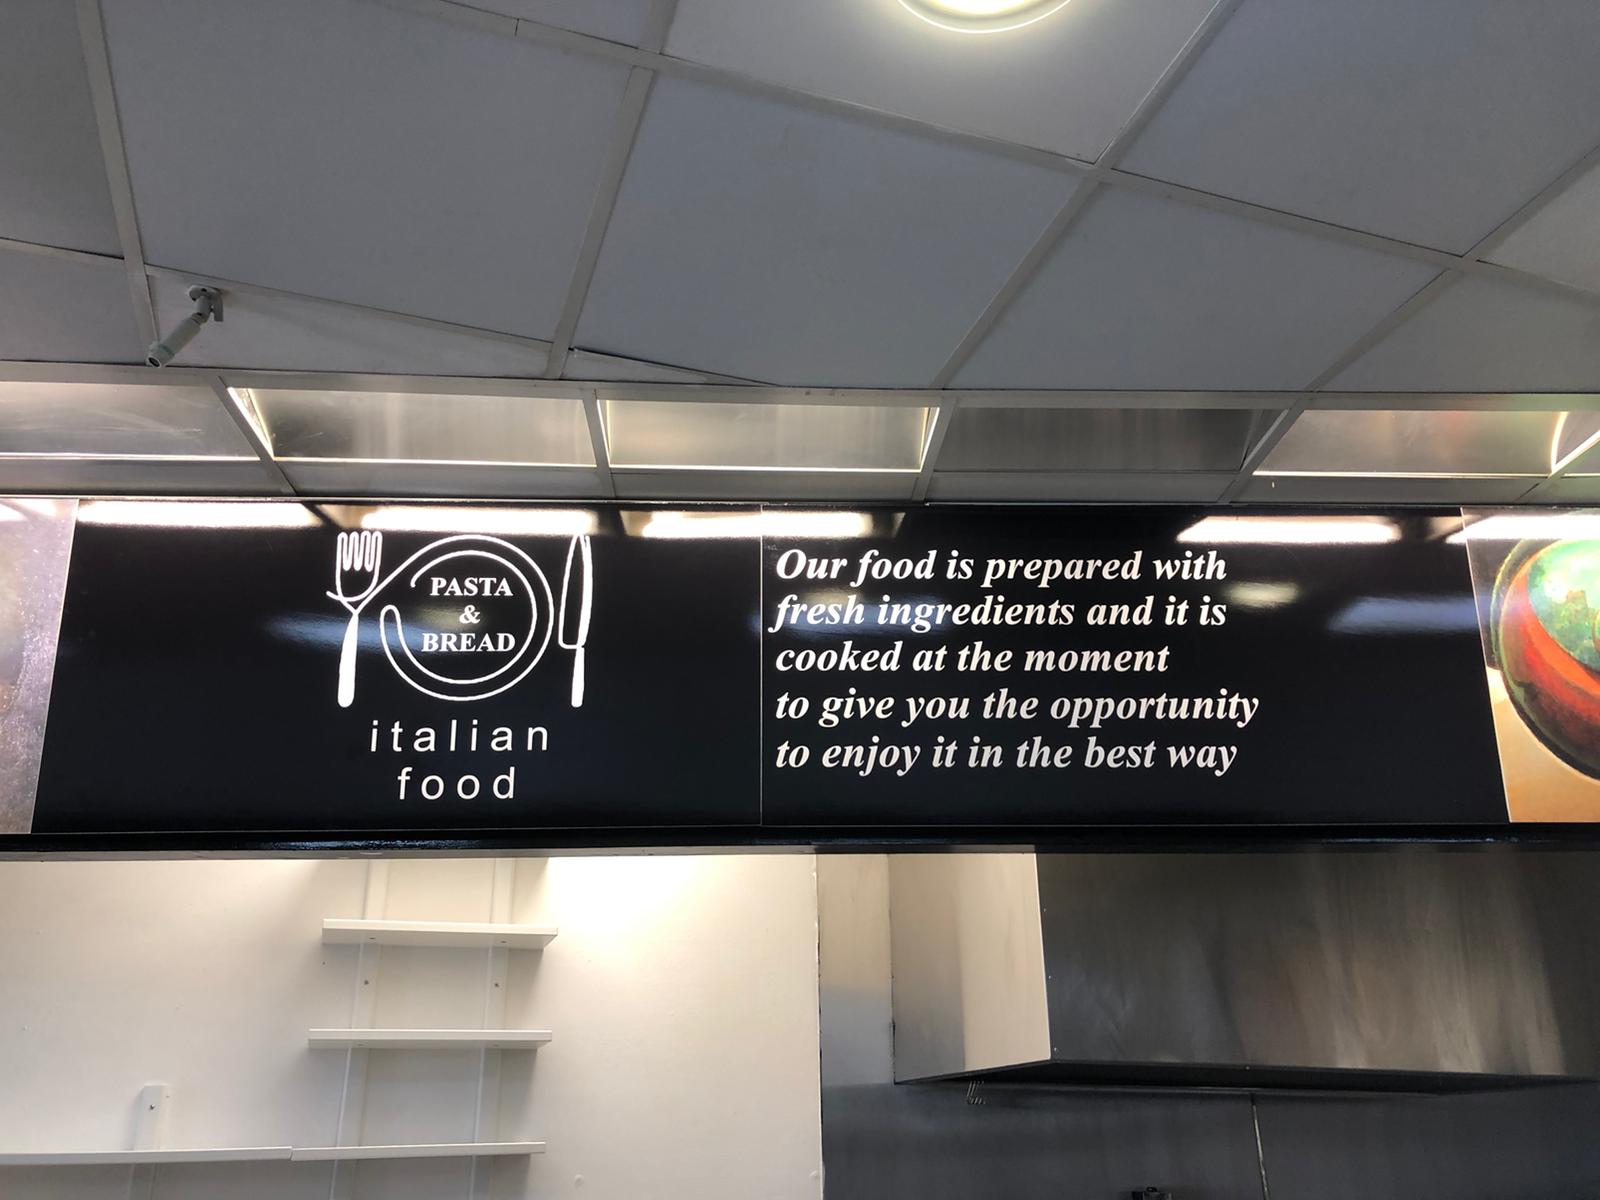 PASTA
&
BREAD
italian
food
Our food is prepared with
fresh ingredients and it is
cooked at the moment
to give you the opportunity
to enjoy it in the best way